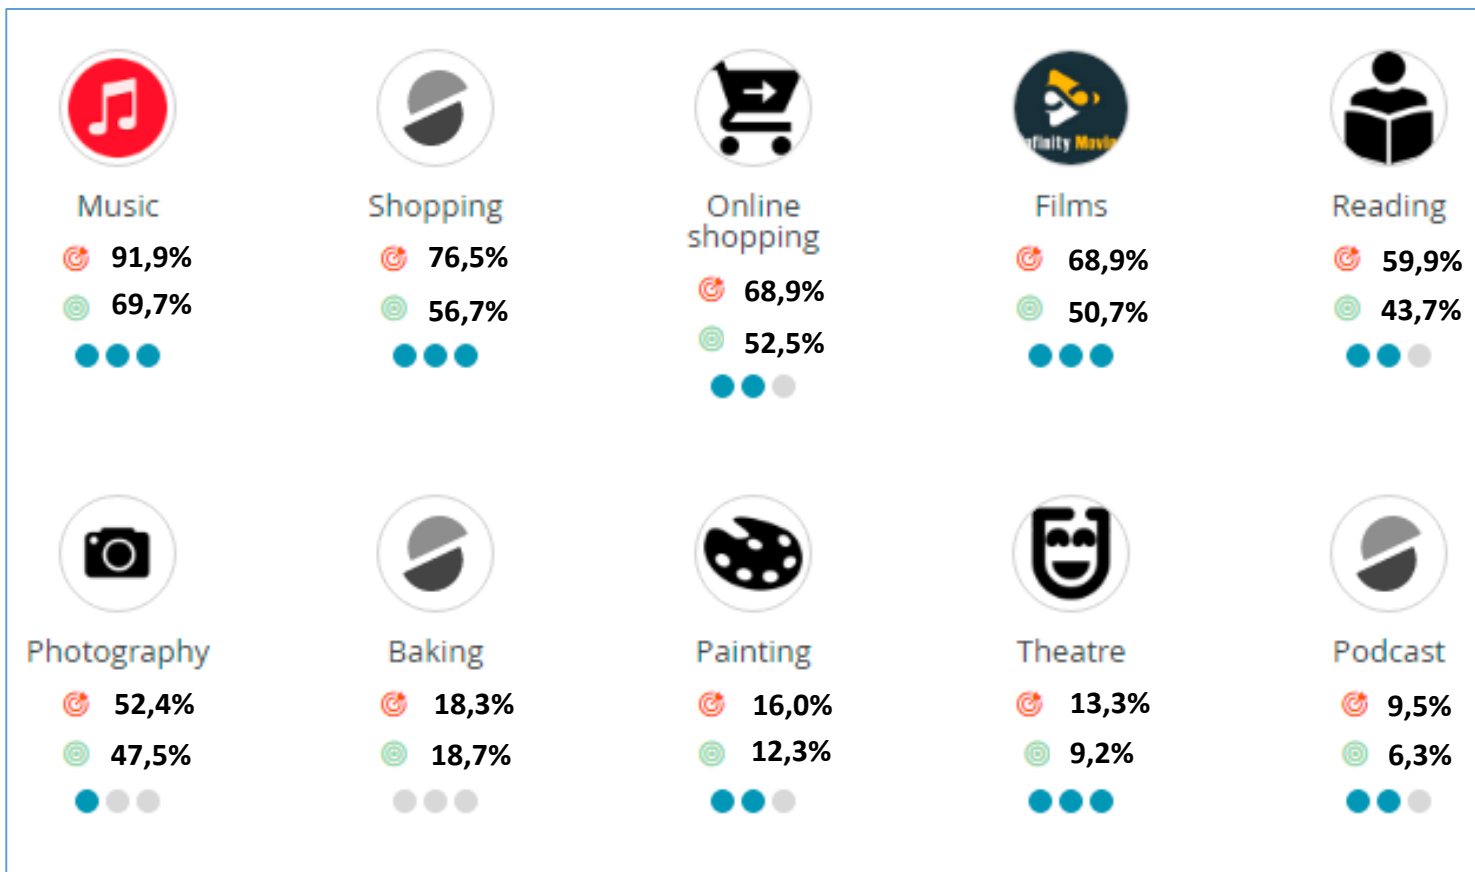 Music
91,9%
69,7%
Shopping
76,5%
56,7%
Online
shopping
68,9%
52,5%
nfinity Movie
Films
68,9%
50,7%
Reading
59,9%
43,7%
Photography
52,4%
47,5%
Baking
18,3%
18,7%
Painting
16,0%
12,3%
Theatre
13,3%
9,2%
Podcast
9,5%
6,3%